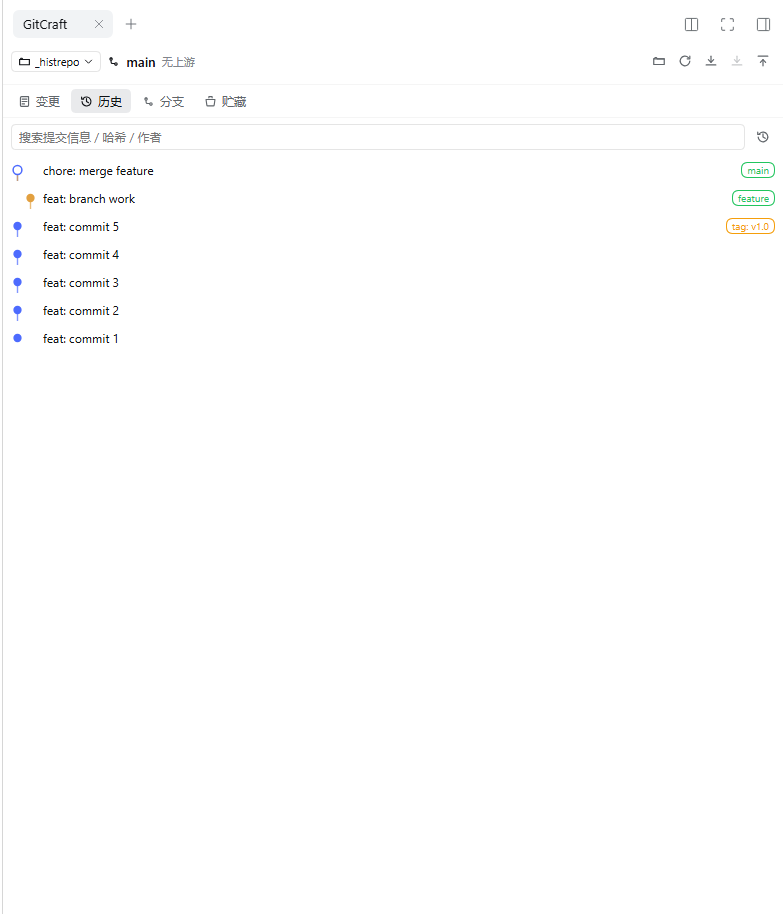 GitCraft
_histrepo main 无上游
变更 历史 分支 贮藏
搜索提交信息 / 哈希 / 作者
chore: merge feature main
feat: branch work feature
feat: commit 5 tag: v1.0
feat: commit 4
feat: commit 3
feat: commit 2
feat: commit 1